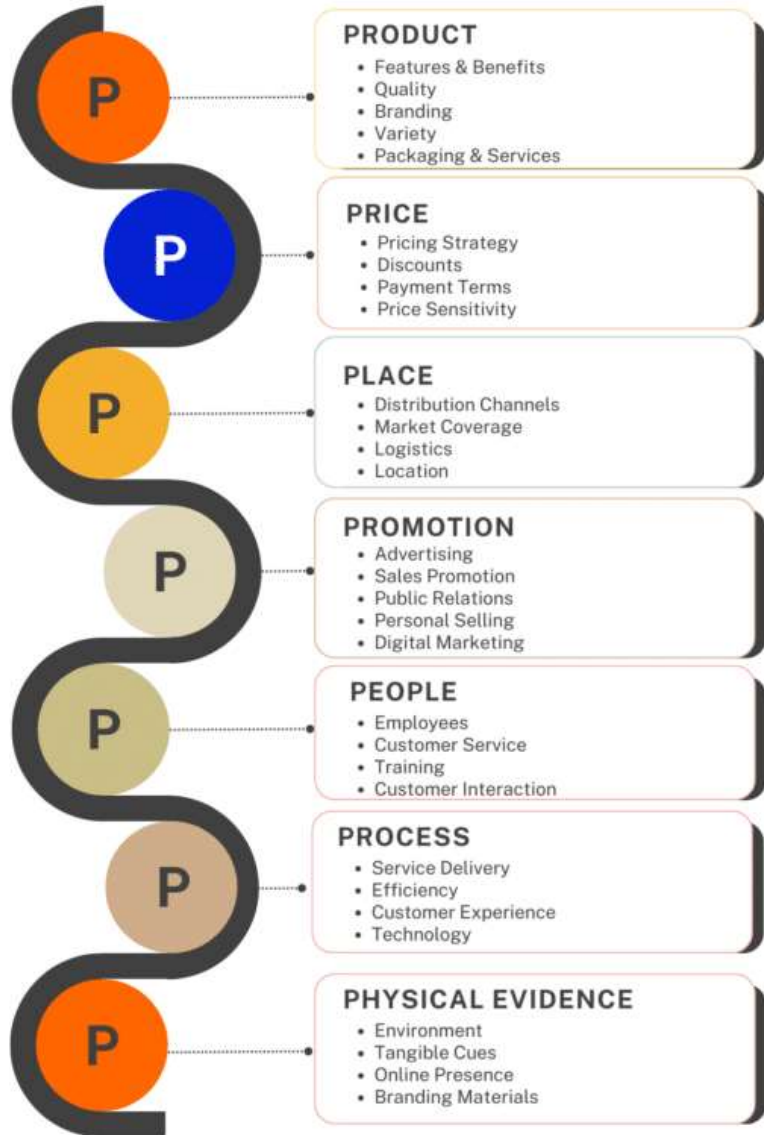 P
PRODUCT
• Features & Benefits
• Quality
• Branding
• Variety
• Packaging & Services
P
PRICE
• Pricing Strategy
• Discounts
• Payment Terms
• Price Sensitivity
P
PLACE
• Distribution Channels
• Market Coverage
• Logistics
• Location
P
PROMOTION
• Advertising
• Sales Promotion
• Public Relations
• Personal Selling
• Digital Marketing
P
PEOPLE
• Employees
• Customer Service
• Training
• Customer Interaction
P
PROCESS
• Service Delivery
• Efficiency
• Customer Experience
• Technology
P
PHYSICAL EVIDENCE
• Environment
• Tangible Cues
• Online Presence
• Branding Materials